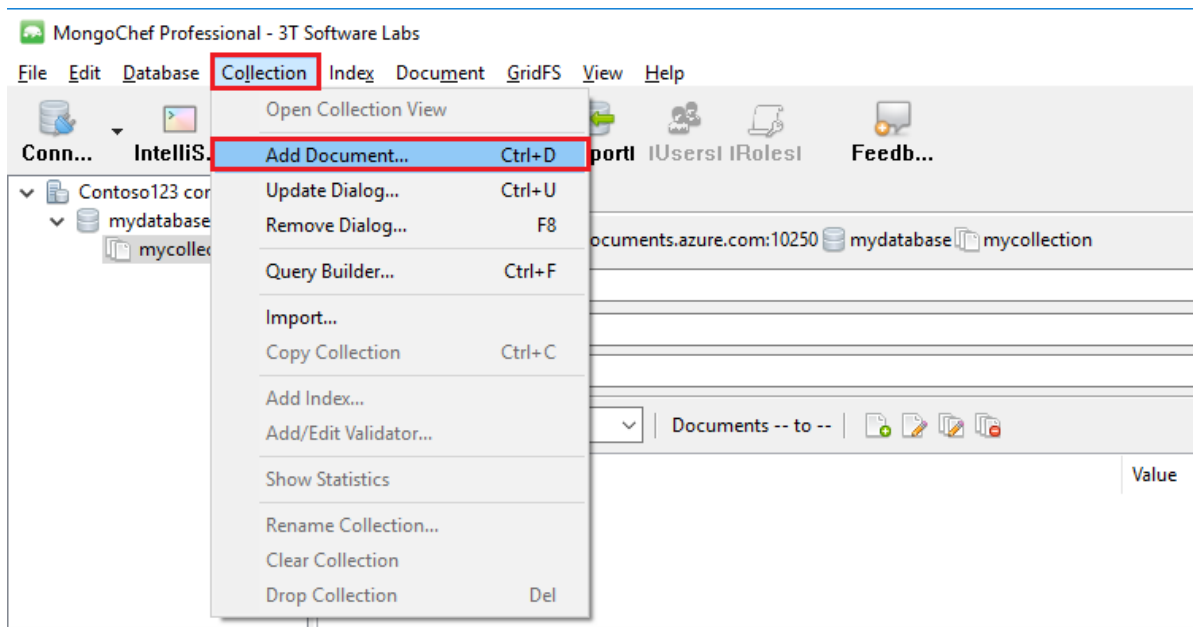 MongoChef Professional - 3T Software Labs
File Edit Database Collection Index Document GridFS View Help
Open Collection View
Conn... IntelliS. portl lUsersl lRolesl Feedb...
Add Document... Ctrl+D
Contoso123 cor
Update Dialog... Ctrl+U
mydatabase
Remove Dialog... F8
mycollec
ocuments.azure.com:10250 mydatabase mycollection
Query Builder... Ctrl+F
Import...
Copy Collection Ctrl+C
Add Index...
Add/Edit Validator...
Documents -- to --
Show Statistics
Value
Rename Collection...
Clear Collection
Drop Collection Del